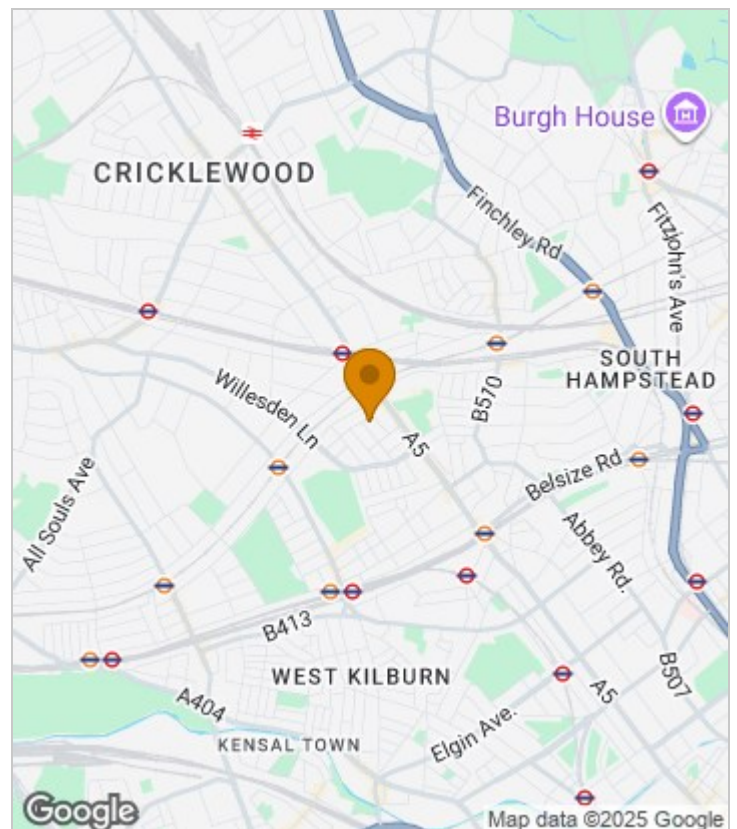 Burgh House
CRICKLEWOOD
Finchley Rd
Fitzjohn's Ave
SOUTH
HAMPSTEAD
Willesden Ln
B510
A5
Belsize Rd
All Souls Ave
Abbey Rd.
B413
WEST KILBURN
B507
A404
A5
Elgin Ave.
KENSAL TOWN
Google
Map data ©2025 Google